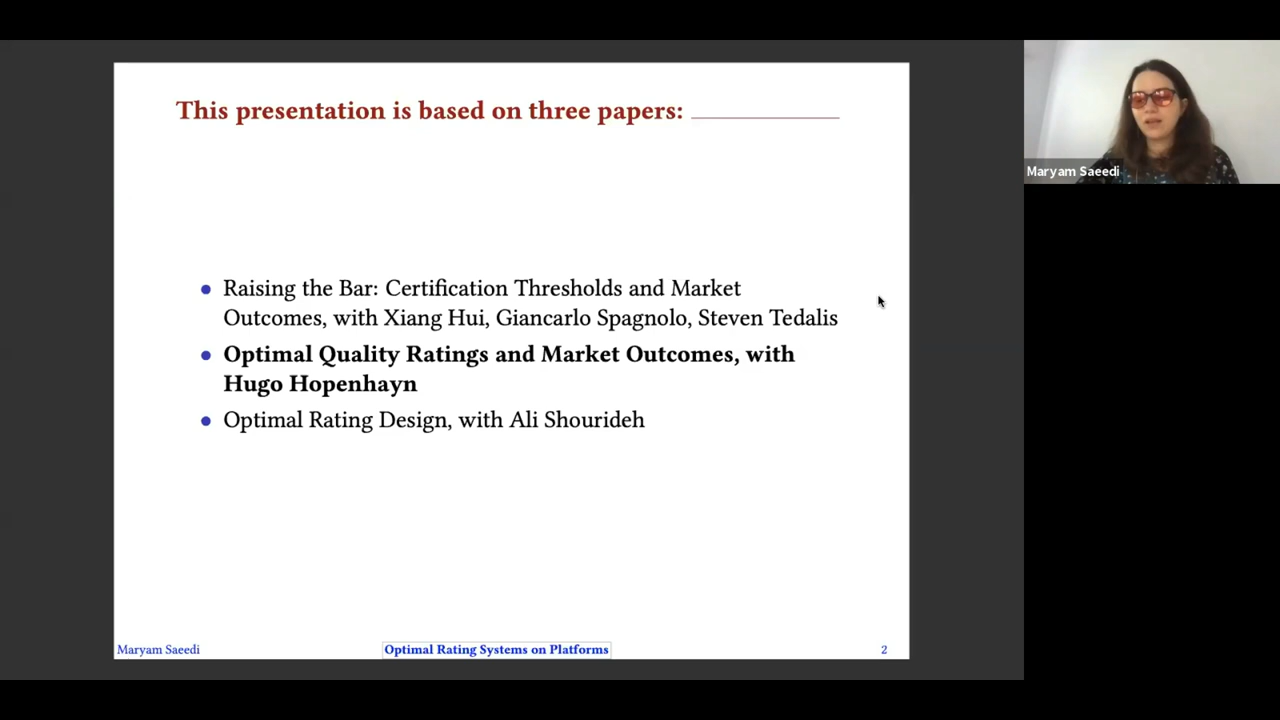 This presentation is based on three papers:
Maryam Saeedi
• Raising the Bar: Certification Thresholds and Market
Outcomes, with Xiang Hui, Giancarlo Spagnolo, Steven Tedalis
• Optimal Quality Ratings and Market Outcomes, with
Hugo Hopenhayn
• Optimal Rating Design, with Ali Shourideh
Maryam Saeedi
Optimal Rating Systems on Platforms
2